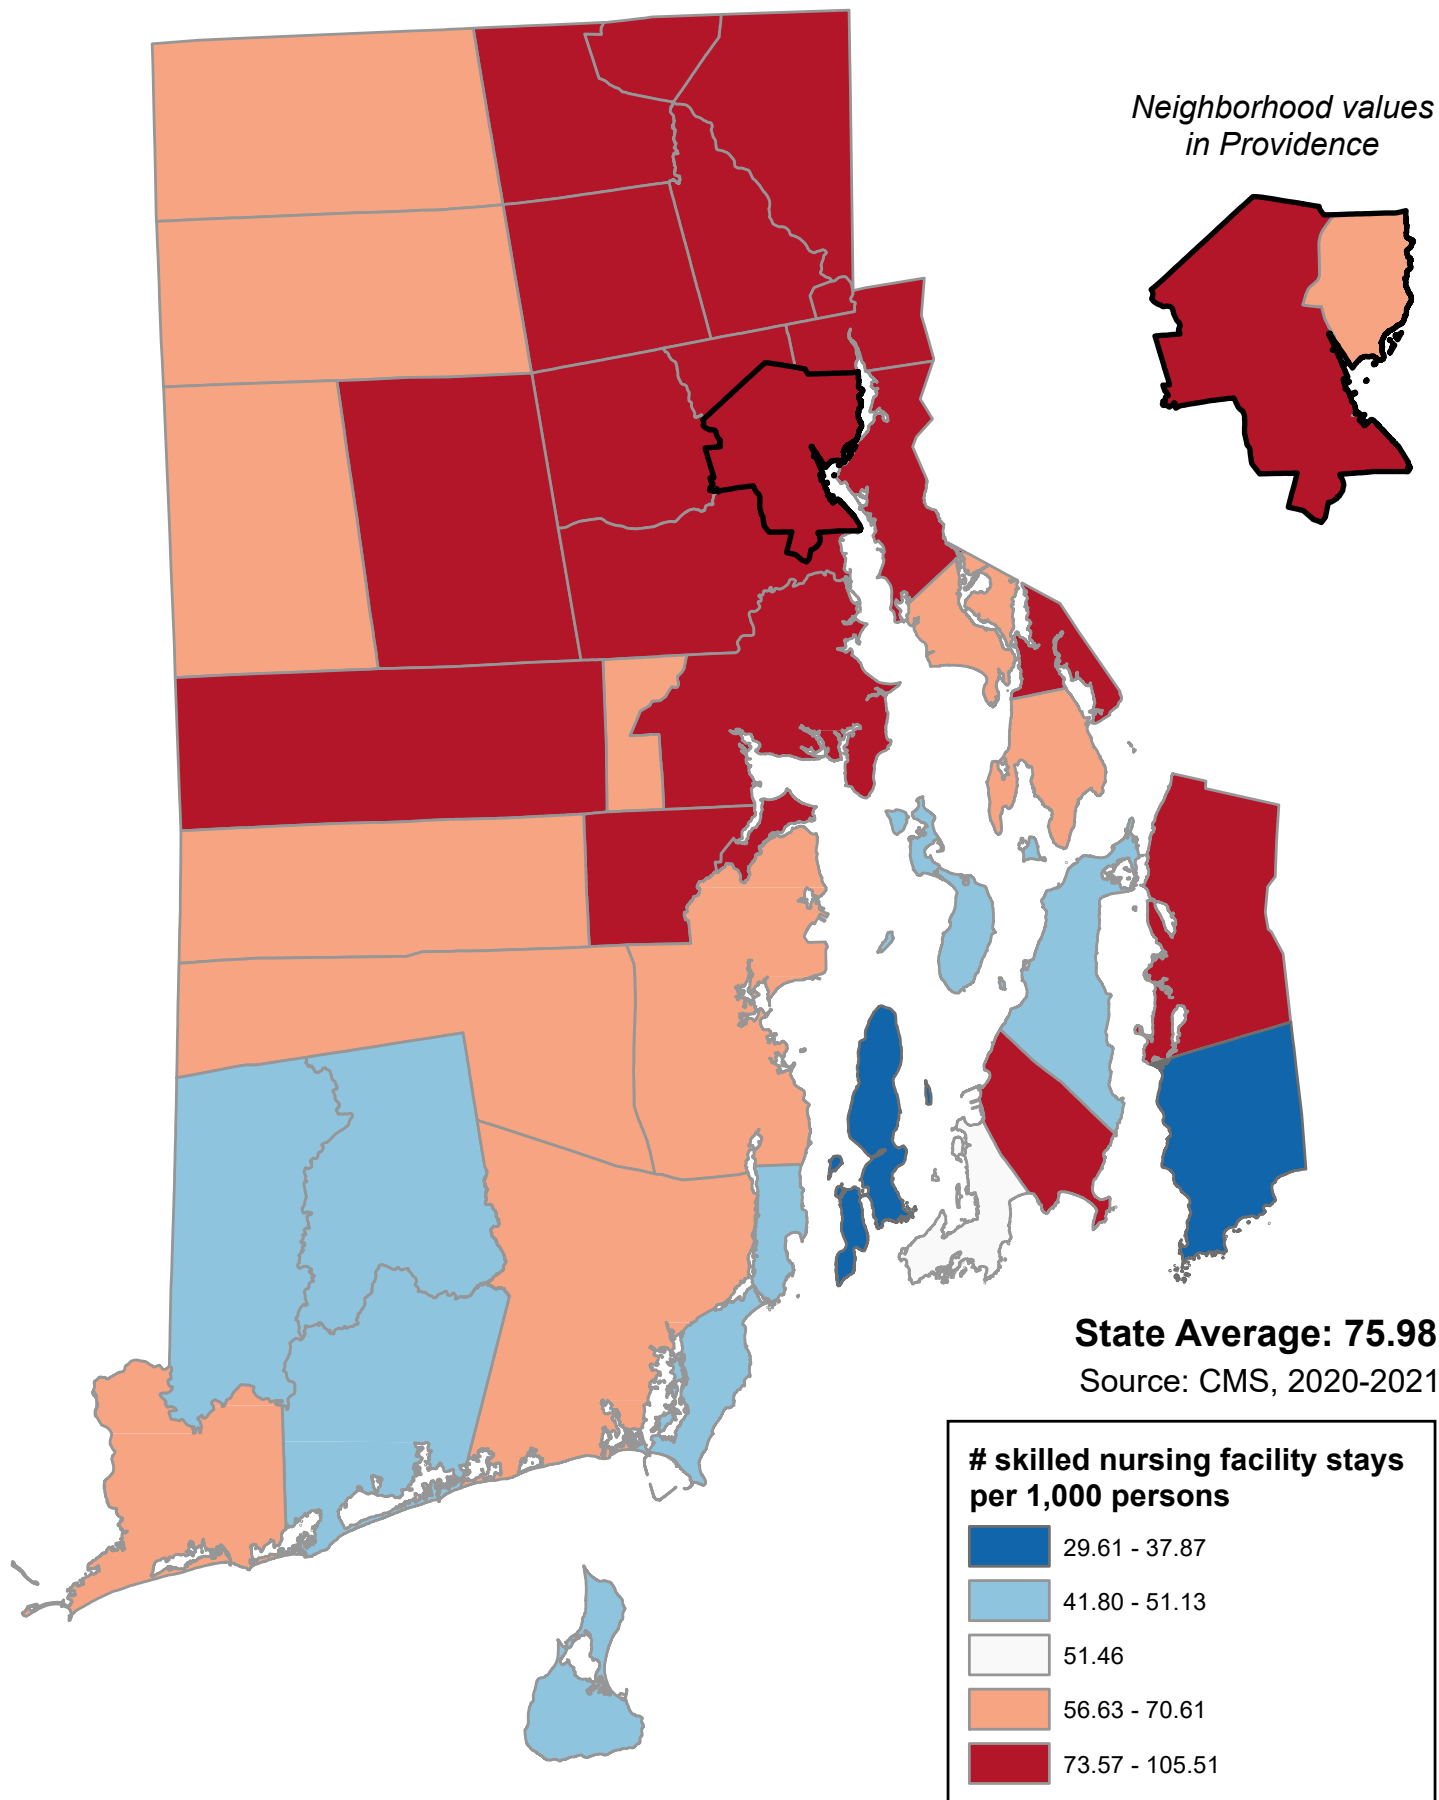 Neighborhood values
in Providence
State Average: 75.98
Source: CMS, 2020-2021
# skilled nursing facility stays
per 1,000 persons
29.61 - 37.87
41.80 - 51.13
51.46
56.63 - 70.61
73.57 - 105.51